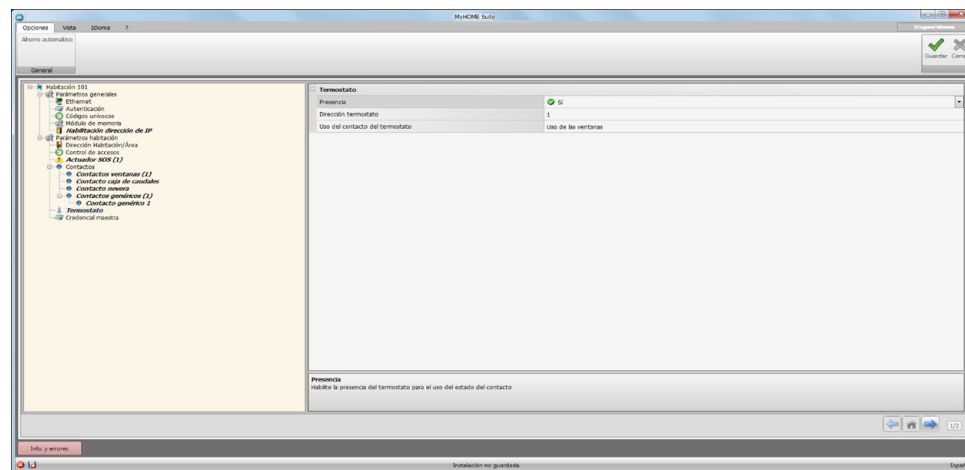 MyHOME Suite
Opciones Vista Idioma ?
Ahorro automático
Guardar
General
Habitación 101
Parámetros generales
Ethernet
Autenticación
Códigos unívocos
Módulo de memoria
Habilitación dirección de IP
Parámetros habitación
Dirección Habitación/Área
Control de accesos
Actuador SOS (1)
Contactos
Contactos ventanas (1)
Contacto caja de caudales
Contacto nevera
Contactos genéricos (1)
Contacto genérico 1
Termostato
Credencial maestra
Termostato
Presencia Sí
Dirección termostato 1
Uso del contacto del termostato Uso de las ventanas
Presencia
Habilite la presencia del termostato para el uso del estado del contacto
1/2
Info. y errores
Instalación no guardada.